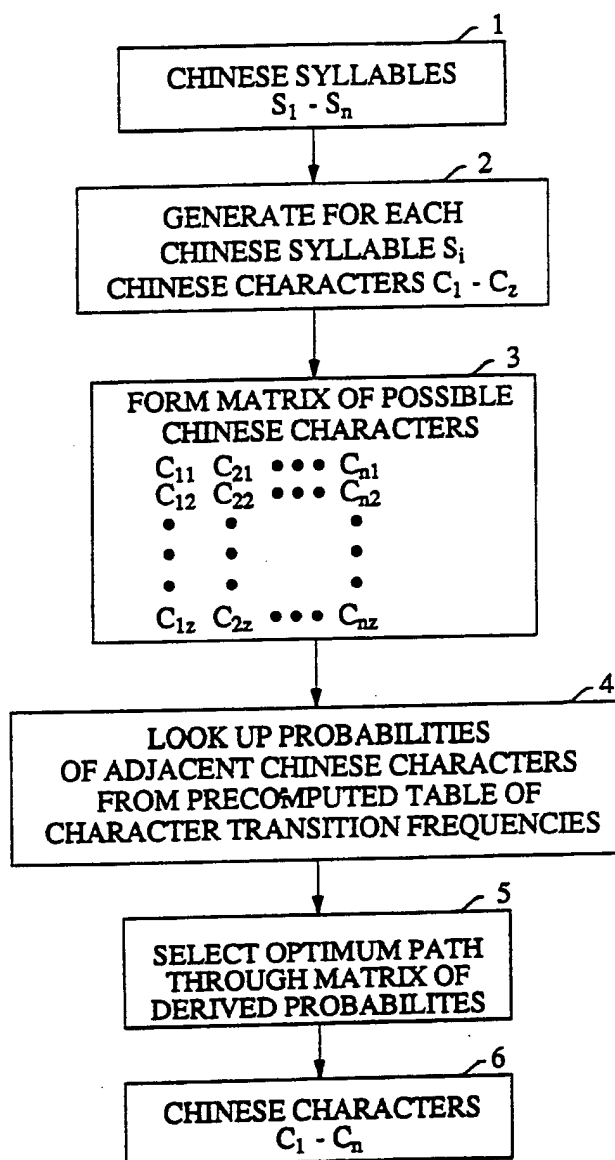 1
CHINESE SYLLABLES
S₁ - Sₙ
2
GENERATE FOR EACH
CHINESE SYLLABLE Sᵢ
CHINESE CHARACTERS C₁ - C_z
3
FORM MATRIX OF POSSIBLE
CHINESE CHARACTERS
C₁₁ C₂₁ ••• Cₙ₁
C₁₂ C₂₂ ••• Cₙ₂
• • •
• • •
• • •
C₁z C₂z ••• Cₙz
4
LOOK UP PROBABILITIES
OF ADJACENT CHINESE CHARACTERS
FROM PRECOMPUTED TABLE OF
CHARACTER TRANSITION FREQUENCIES
5
SELECT OPTIMUM PATH
THROUGH MATRIX OF
DERIVED PROBABILITES
6
CHINESE CHARACTERS
C₁ - Cₙ